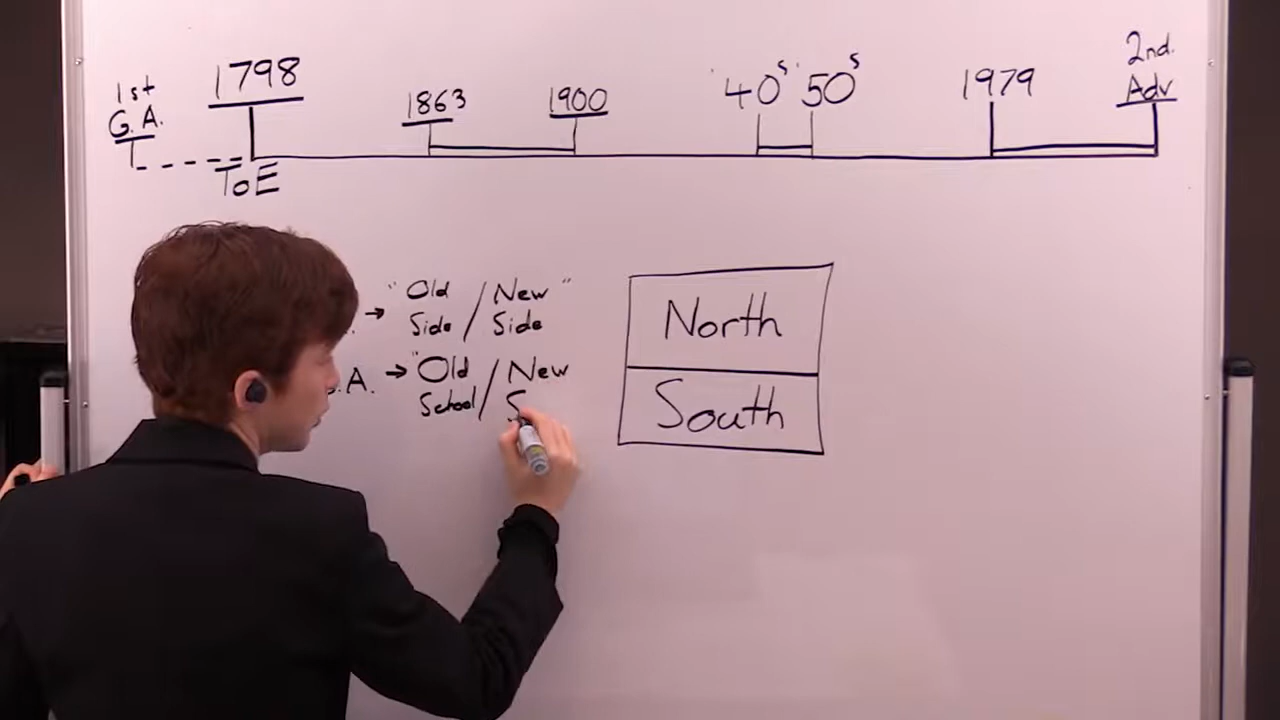 1st
G.A.
1798
ToE
1863
1900
'40s '50s
1979
2nd.
Adv
→ "Old / New"
Side / Side
.A. → "Old / New
School / S
North
South